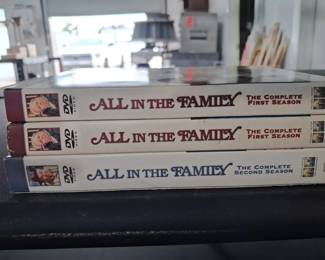 DVD ALL IN THE FAMILY THE COMPLETE
FIRST SEASON
DVD ALL IN THE FAMILY THE COMPLETE
FIRST SEASON
DVD ALL IN THE FAMILY THE COMPLETE
SECOND SEASON